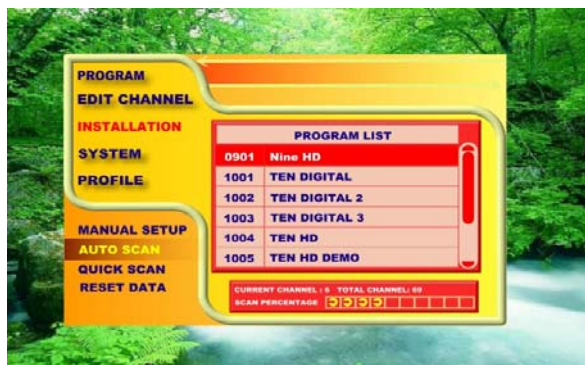 PROGRAM
EDIT CHANNEL
INSTALLATION
SYSTEM
PROFILE
MANUAL SETUP
AUTO SCAN
QUICK SCAN
RESET DATA
PROGRAM LIST
0901 Nine HD
1001 TEN DIGITAL
1002 TEN DIGITAL 2
1003 TEN DIGITAL 3
1004 TEN HD
1005 TEN HD DEMO
CURRENT CHANNEL : 6 TOTAL CHANNEL: 69
SCAN PERCENTAGE